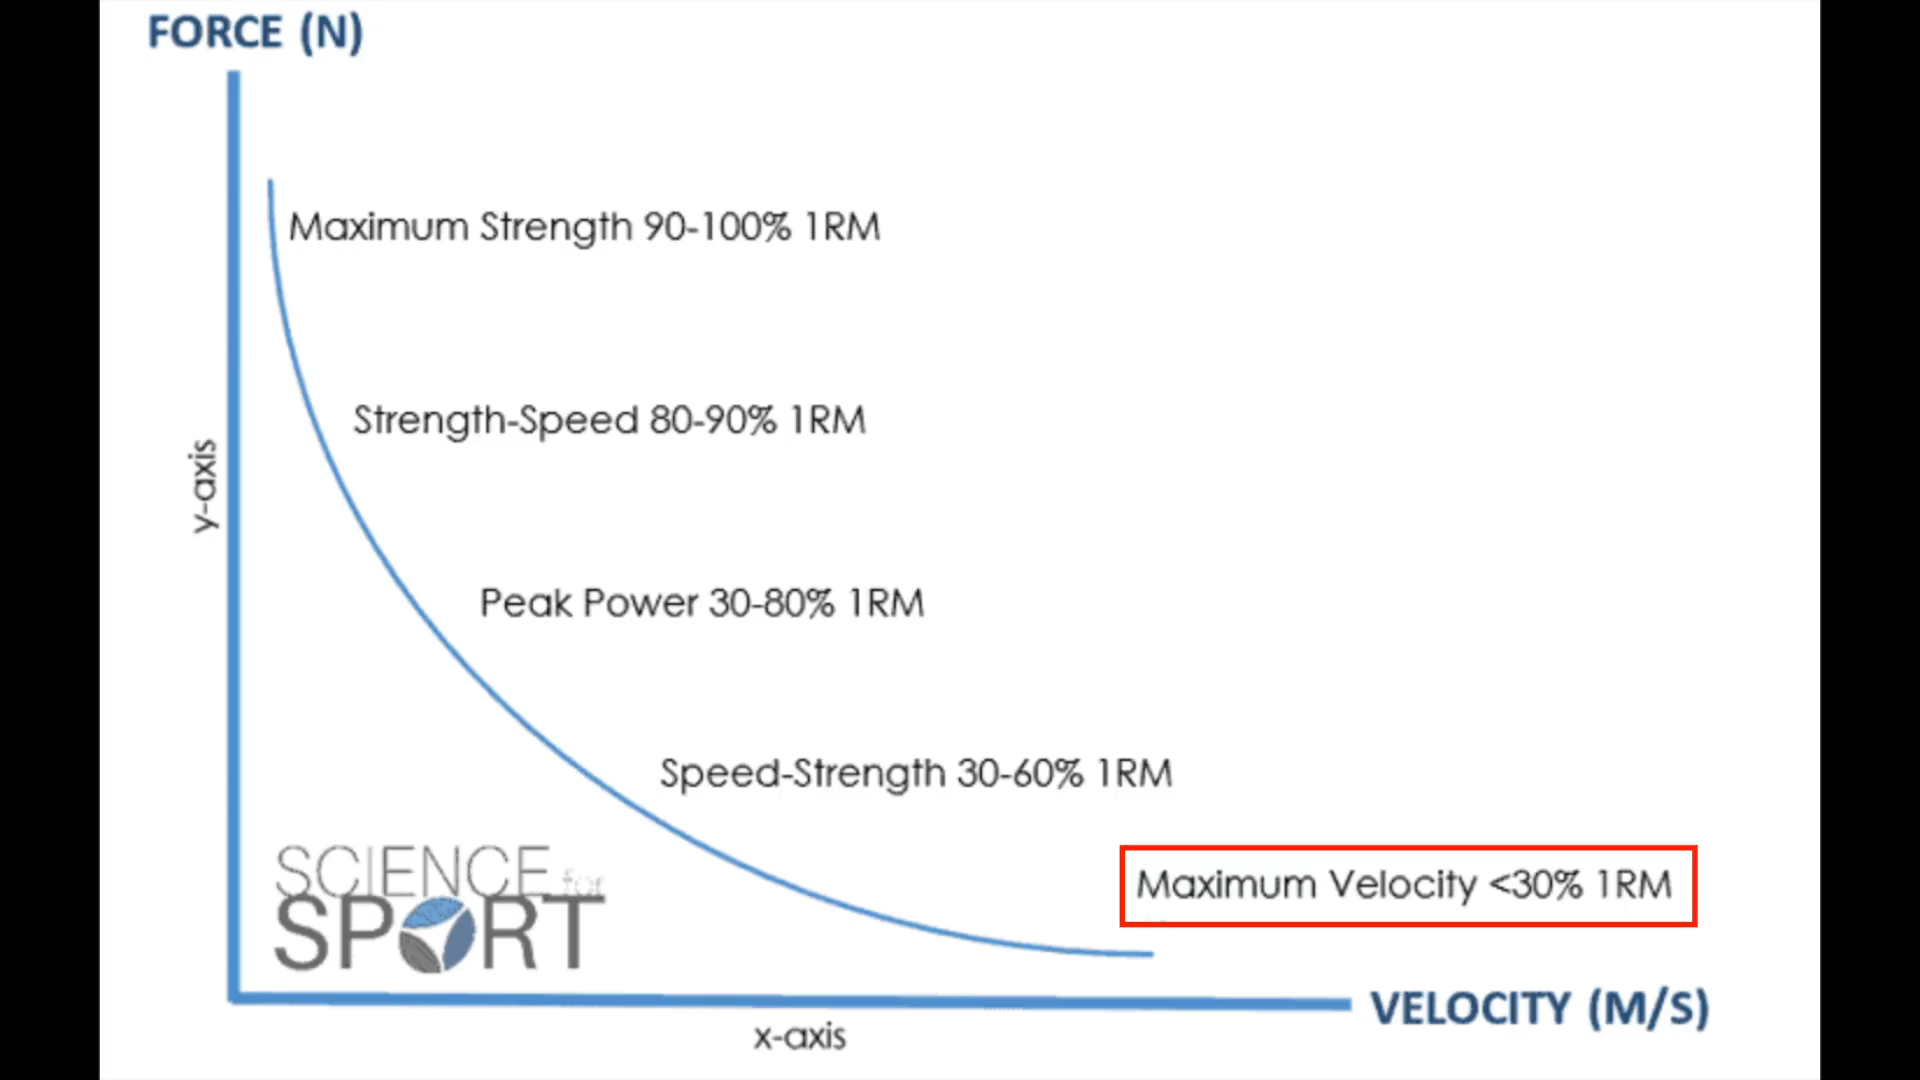 FORCE (N)
Maximum Strength 90-100% 1RM
Strength-Speed 80-90% 1RM
y-axis
Peak Power 30-80% 1RM
Speed-Strength 30-60% 1RM
SCIENCE for
SPORT
Maximum Velocity <30% 1RM
VELOCITY (M/S)
x-axis